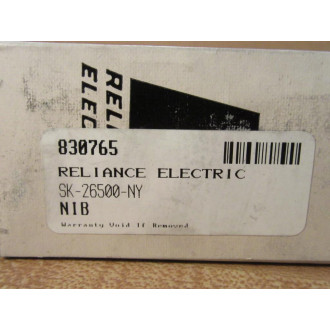 RELI
ELEC
830765
RELIANCE ELECTRIC
SK-26500-NY
NIB
Warranty Void If Removed